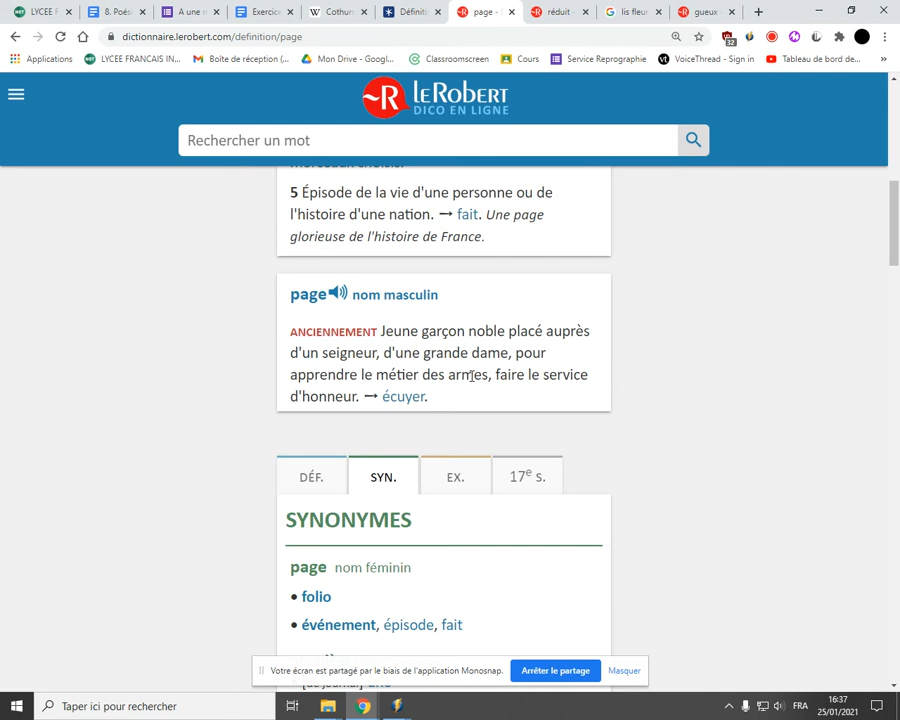 LYCEE F
8. Poési
A une m
Exercic
Cothurn
Définiti
page -
réduit -
lis fleur
gueux -
dictionnaire.lerobert.com/definition/page
Applications
LYCEE FRANCAIS IN...
Boîte de réception (...
Mon Drive - Googl...
Classroomscreen
Cours
Service Reprographie
VoiceThread - Sign in
Tableau de bord de...
»
32
LE ROBERT
DICO EN LIGNE
Rechercher un mot
5 Épisode de la vie d'une personne ou de
l'histoire d'une nation. → fait. Une page
glorieuse de l'histoire de France.
page nom masculin
ANCIENNEMENT Jeune garçon noble placé auprès
d'un seigneur, d'une grande dame, pour
apprendre le métier des armes, faire le service
d'honneur. → écuyer.
DÉF.
SYN.
EX.
17e s.
SYNONYMES
page nom féminin
• folio
• événement, épisode, fait
Votre écran est partagé par le biais de l'application Monosnap.
Arrêter le partage
Masquer
Taper ici pour rechercher
FRA
16:37
25/01/2021